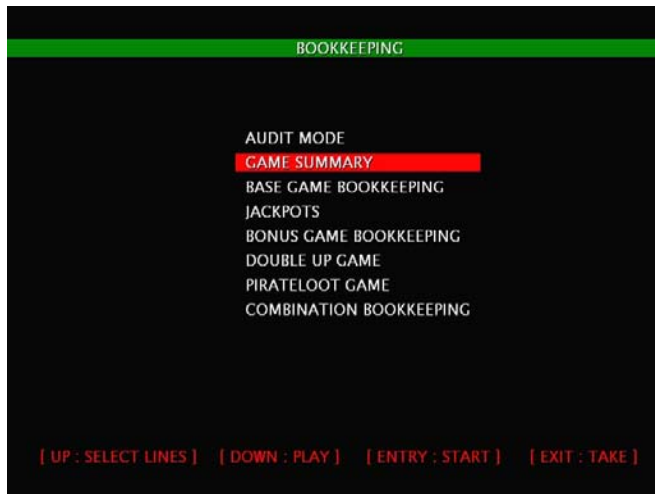 BOOKKEEPING
AUDIT MODE
GAME SUMMARY
BASE GAME BOOKKEEPING
JACKPOTS
BONUS GAME BOOKKEEPING
DOUBLE UP GAME
PIRATELOOT GAME
COMBINATION BOOKKEEPING
[ UP : SELECT LINES ] [ DOWN : PLAY ] [ ENTRY : START ] [ EXIT : TAKE ]